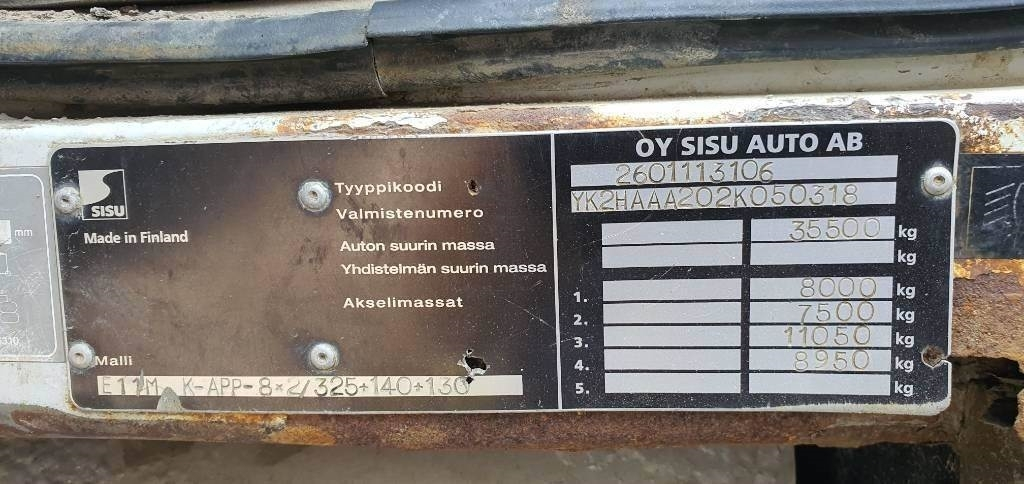 SISU
Made in Finland
Tyyppikoodi
Valmistenumero
Auton suurin massa
Yhdistelmän suurin massa
Akselimassat
Malli
E11M K-APP-8×2/325+140+130
OY SISU AUTO AB
2601113106
YK2HAAA202K050318
35500 kg
kg
1. 8000 kg
2. 7500 kg
3. 11050 kg
4. 8950 kg
5. kg
mm